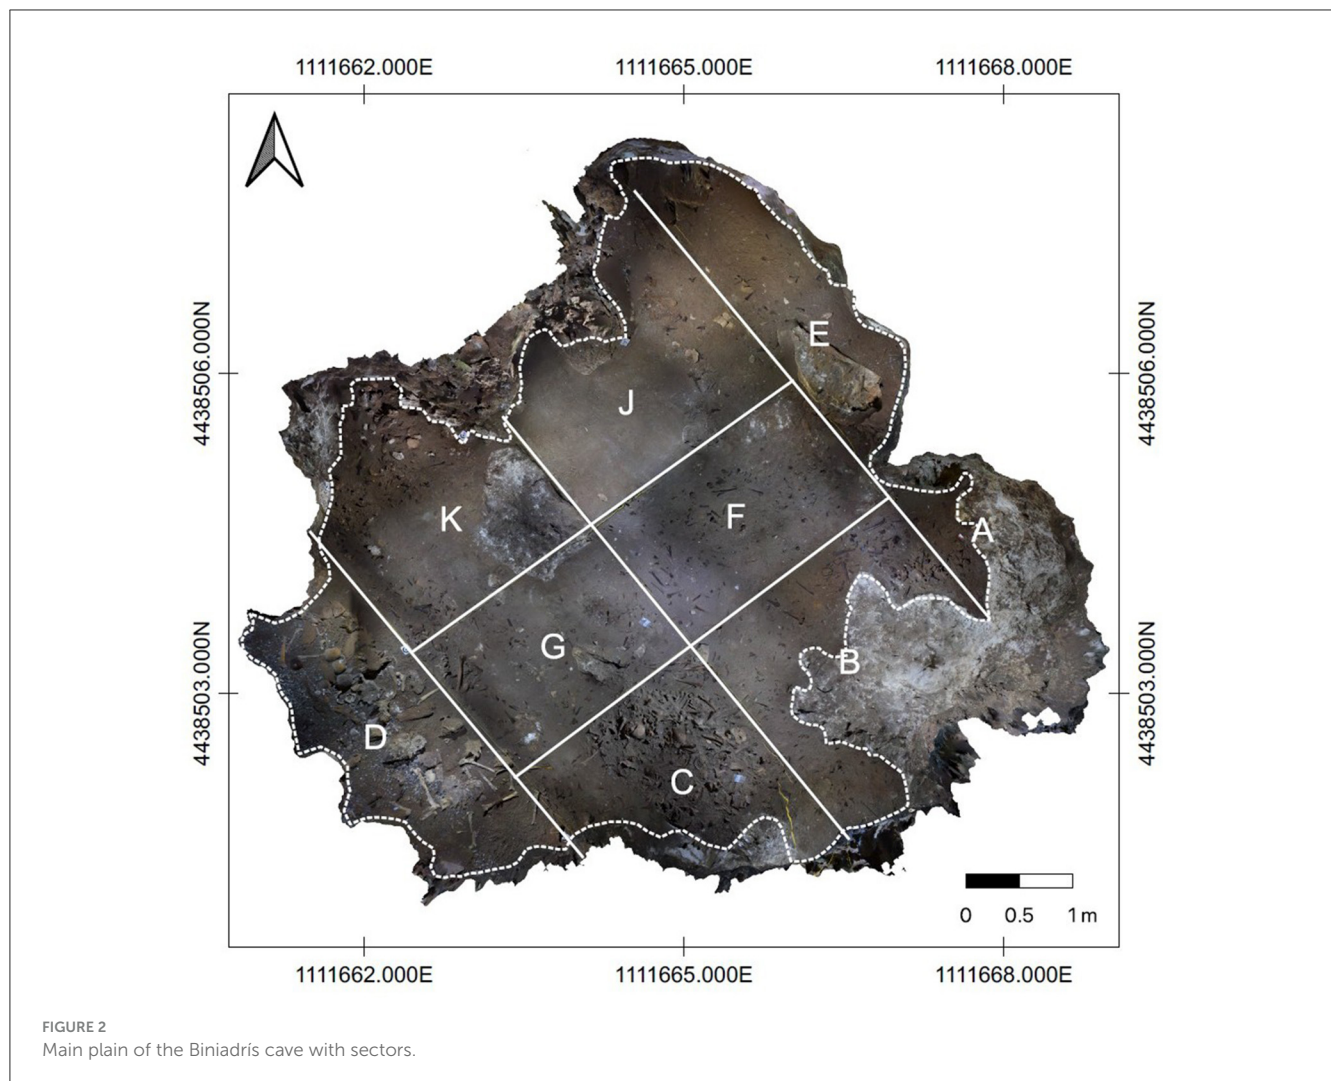 1111662.000E 1111665.000E 1111668.000E
4438506.000N
4438506.000N
E
J
K
F
A
G
B
4438503.000N
4438503.000N
D
C
0 0.5 1 m
1111662.000E 1111665.000E 1111668.000E
FIGURE 2
Main plain of the Biniadrís cave with sectors.